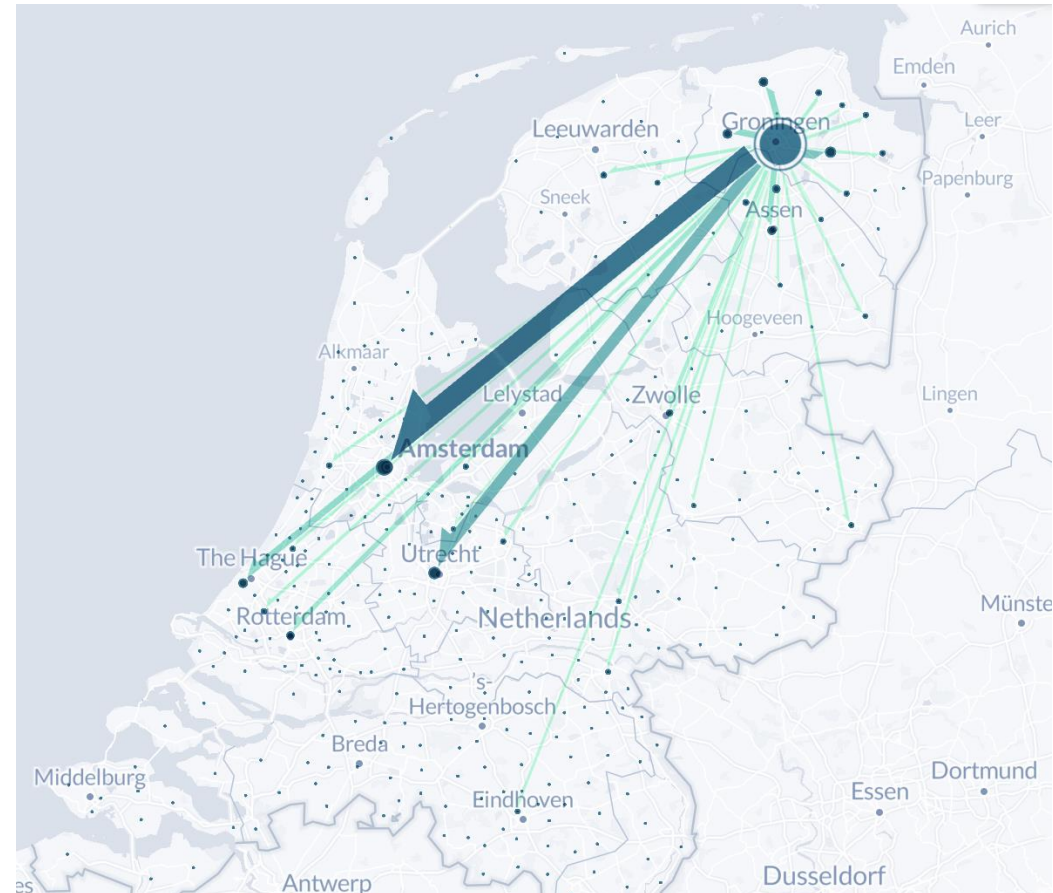 Aurich
Emden
Groningen
Leer
Leeuwarden
Papenburg
Sneek
Assen
Hoogeveen
Alkmaar
Lelystad
Zwolle
Lingen
Amsterdam
The Hague
Utrecht
Münste
Rotterdam
Netherlands
's-
Hertogenbosch
Breda
Middelburg
Dortmund
Eindhoven
Essen
Antwerp
Dusseldorf
es